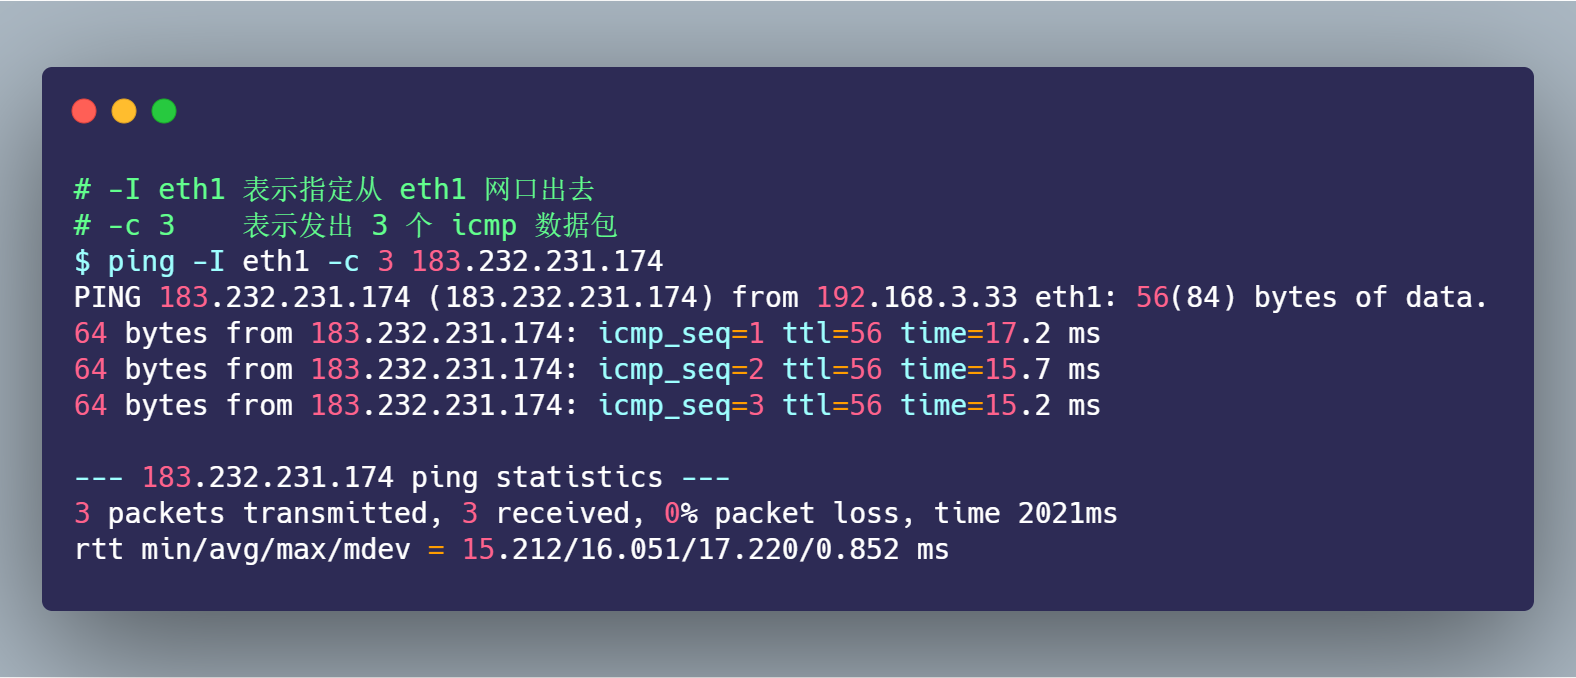 # -I eth1 表示指定从 eth1 网口出去
# -c 3    表示发出 3 个 icmp 数据包
$ ping -I eth1 -c 3 183.232.231.174
PING 183.232.231.174 (183.232.231.174) from 192.168.3.33 eth1: 56(84) bytes of data.
64 bytes from 183.232.231.174: icmp_seq=1 ttl=56 time=17.2 ms
64 bytes from 183.232.231.174: icmp_seq=2 ttl=56 time=15.7 ms
64 bytes from 183.232.231.174: icmp_seq=3 ttl=56 time=15.2 ms
--- 183.232.231.174 ping statistics ---
3 packets transmitted, 3 received, 0% packet loss, time 2021ms
rtt min/avg/max/mdev = 15.212/16.051/17.220/0.852 ms